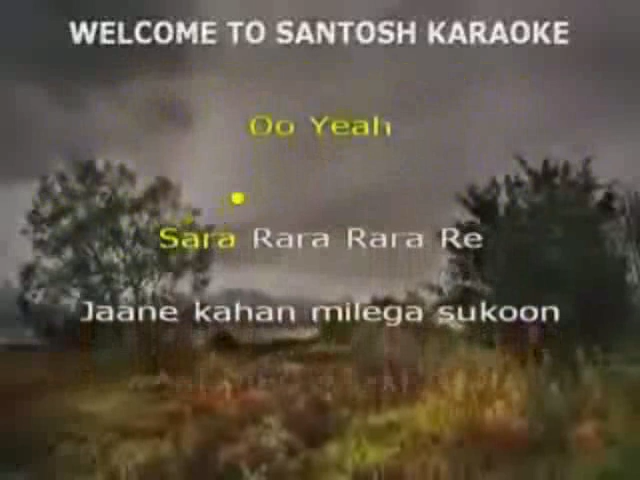 WELCOME TO SANTOSH KARAOKE
Oo Yeah
Sara Rara Rara Re
Jaane kahan milega sukoon